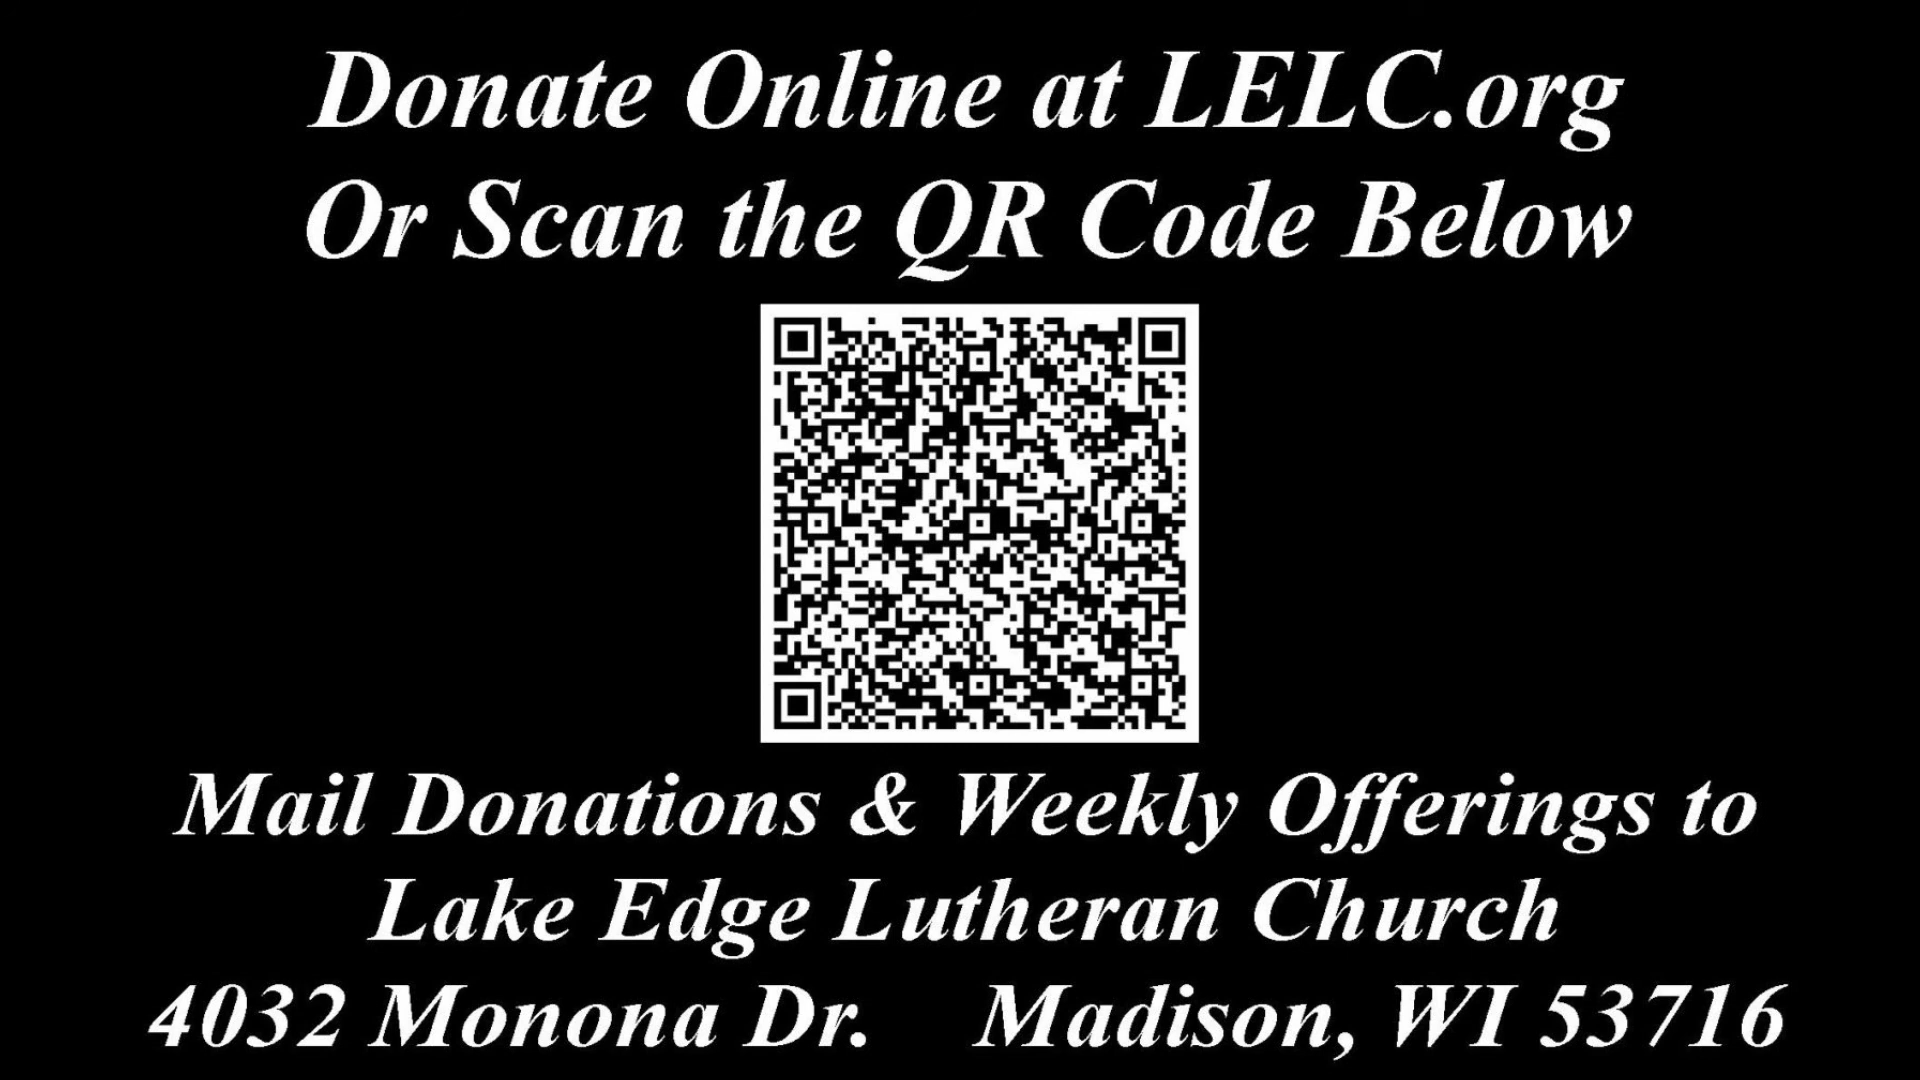 Donate Online at LELC.org
Or Scan the QR Code Below
Mail Donations & Weekly Offerings to
Lake Edge Lutheran Church
4032 Monona Dr. Madison, WI 53716